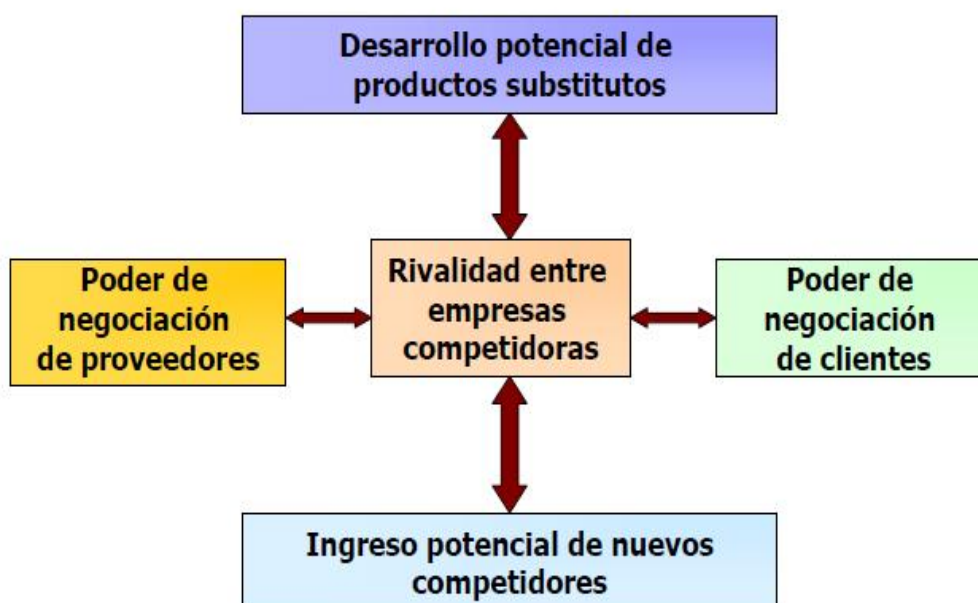 Desarrollo potencial de
productos substitutos
Poder de
negociación
de proveedores
Rivalidad entre
empresas
competidoras
Poder de
negociación
de clientes
Ingreso potencial de nuevos
competidores